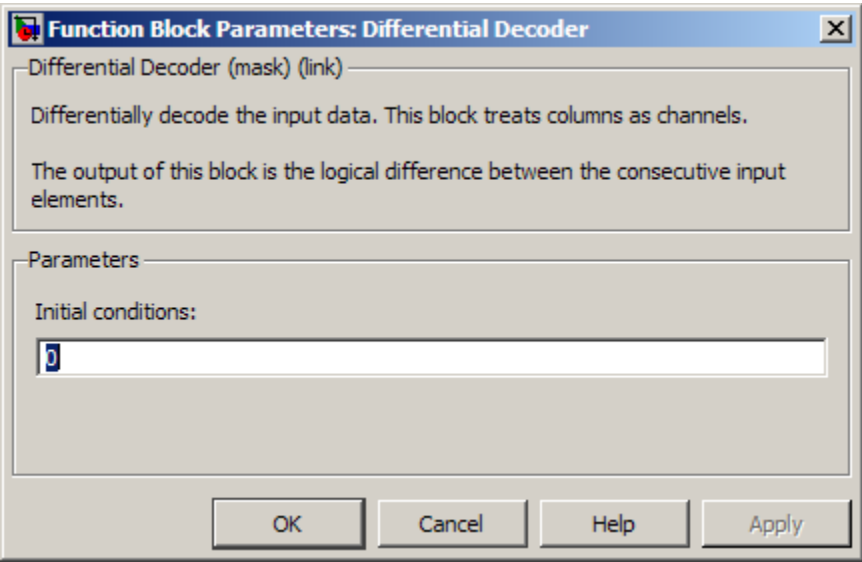 Function Block Parameters: Differential Decoder
Differential Decoder (mask) (link)
Differentially decode the input data. This block treats columns as channels.
The output of this block is the logical difference between the consecutive input
elements.
Parameters
Initial conditions:
0
OK Cancel Help Apply